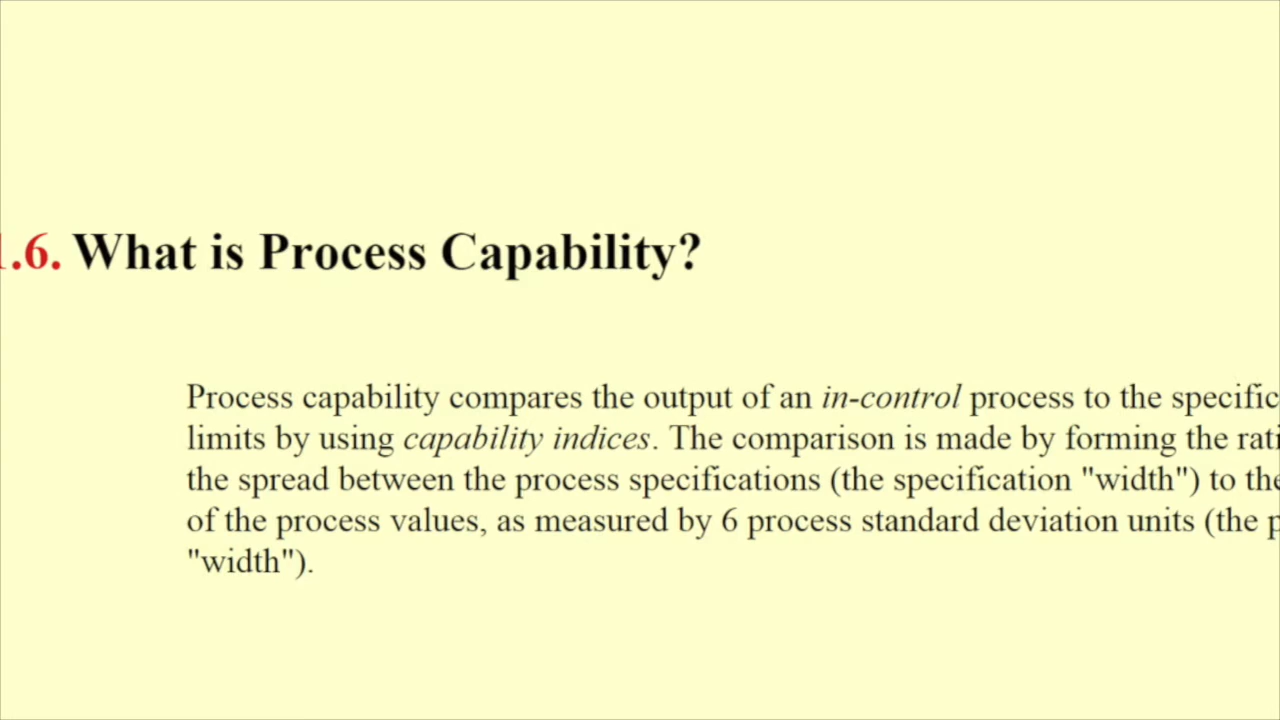 .6. What is Process Capability?
Process capability compares the output of an in-control process to the specific
limits by using capability indices. The comparison is made by forming the rati
the spread between the process specifications (the specification "width") to the
of the process values, as measured by 6 process standard deviation units (the p
"width").